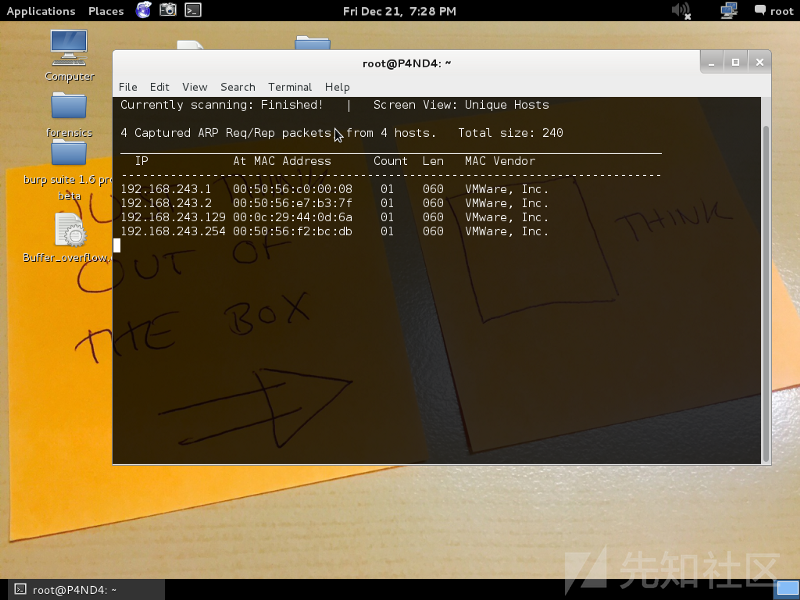 Applications Places Fri Dec 21, 7:28 PM root
Computer
forensics
burp suite 1.6 pro
beta
Buffer_overflow.
root@P4ND4: ~
File Edit View Search Terminal Help
Currently scanning: Finished! | Screen View: Unique Hosts
4 Captured ARP Req/Rep packets, from 4 hosts. Total size: 240
IP At MAC Address Count Len MAC Vendor
192.168.243.1 00:50:56:c0:00:08 01 060 VMWare, Inc.
192.168.243.2 00:50:56:e7:b3:7f 01 060 VMWare, Inc.
192.168.243.129 00:0c:29:44:0d:6a 01 060 VMWare, Inc.
192.168.243.254 00:50:56:f2:bc:db 01 060 VMWare, Inc.
THINK
OUT OF
THE BOX
THINK
root@P4ND4: ~
先知社区